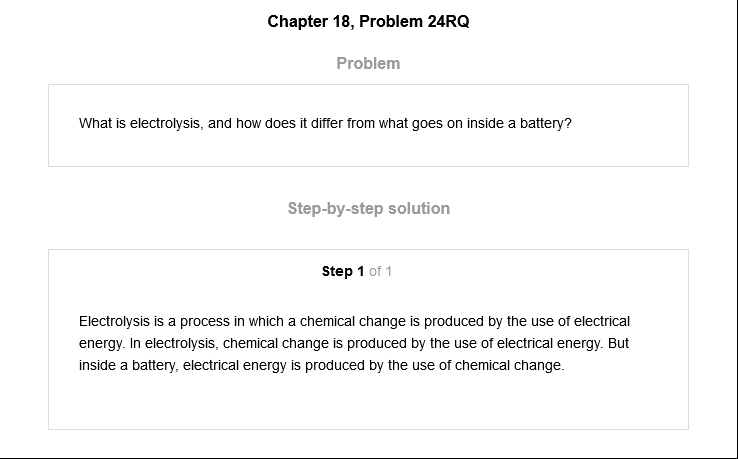 Chapter 18, Problem 24RQ
Problem
What is electrolysis, and how does it differ from what goes on inside a battery?
Step-by-step solution
Step 1 of 1
Electrolysis is a process in which a chemical change is produced by the use of electrical
energy. In electrolysis, chemical change is produced by the use of electrical energy. But
inside a battery, electrical energy is produced by the use of chemical change.